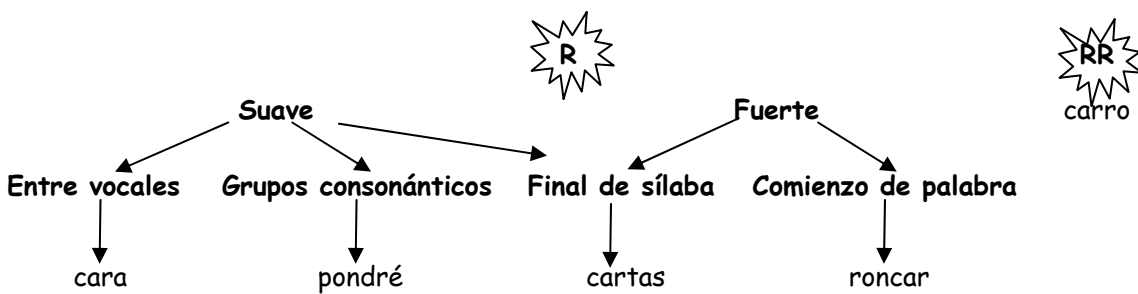 R RR
Suave Fuerte carro
Entre vocales Grupos consonánticos Final de sílaba Comienzo de palabra
cara pondré cartas roncar